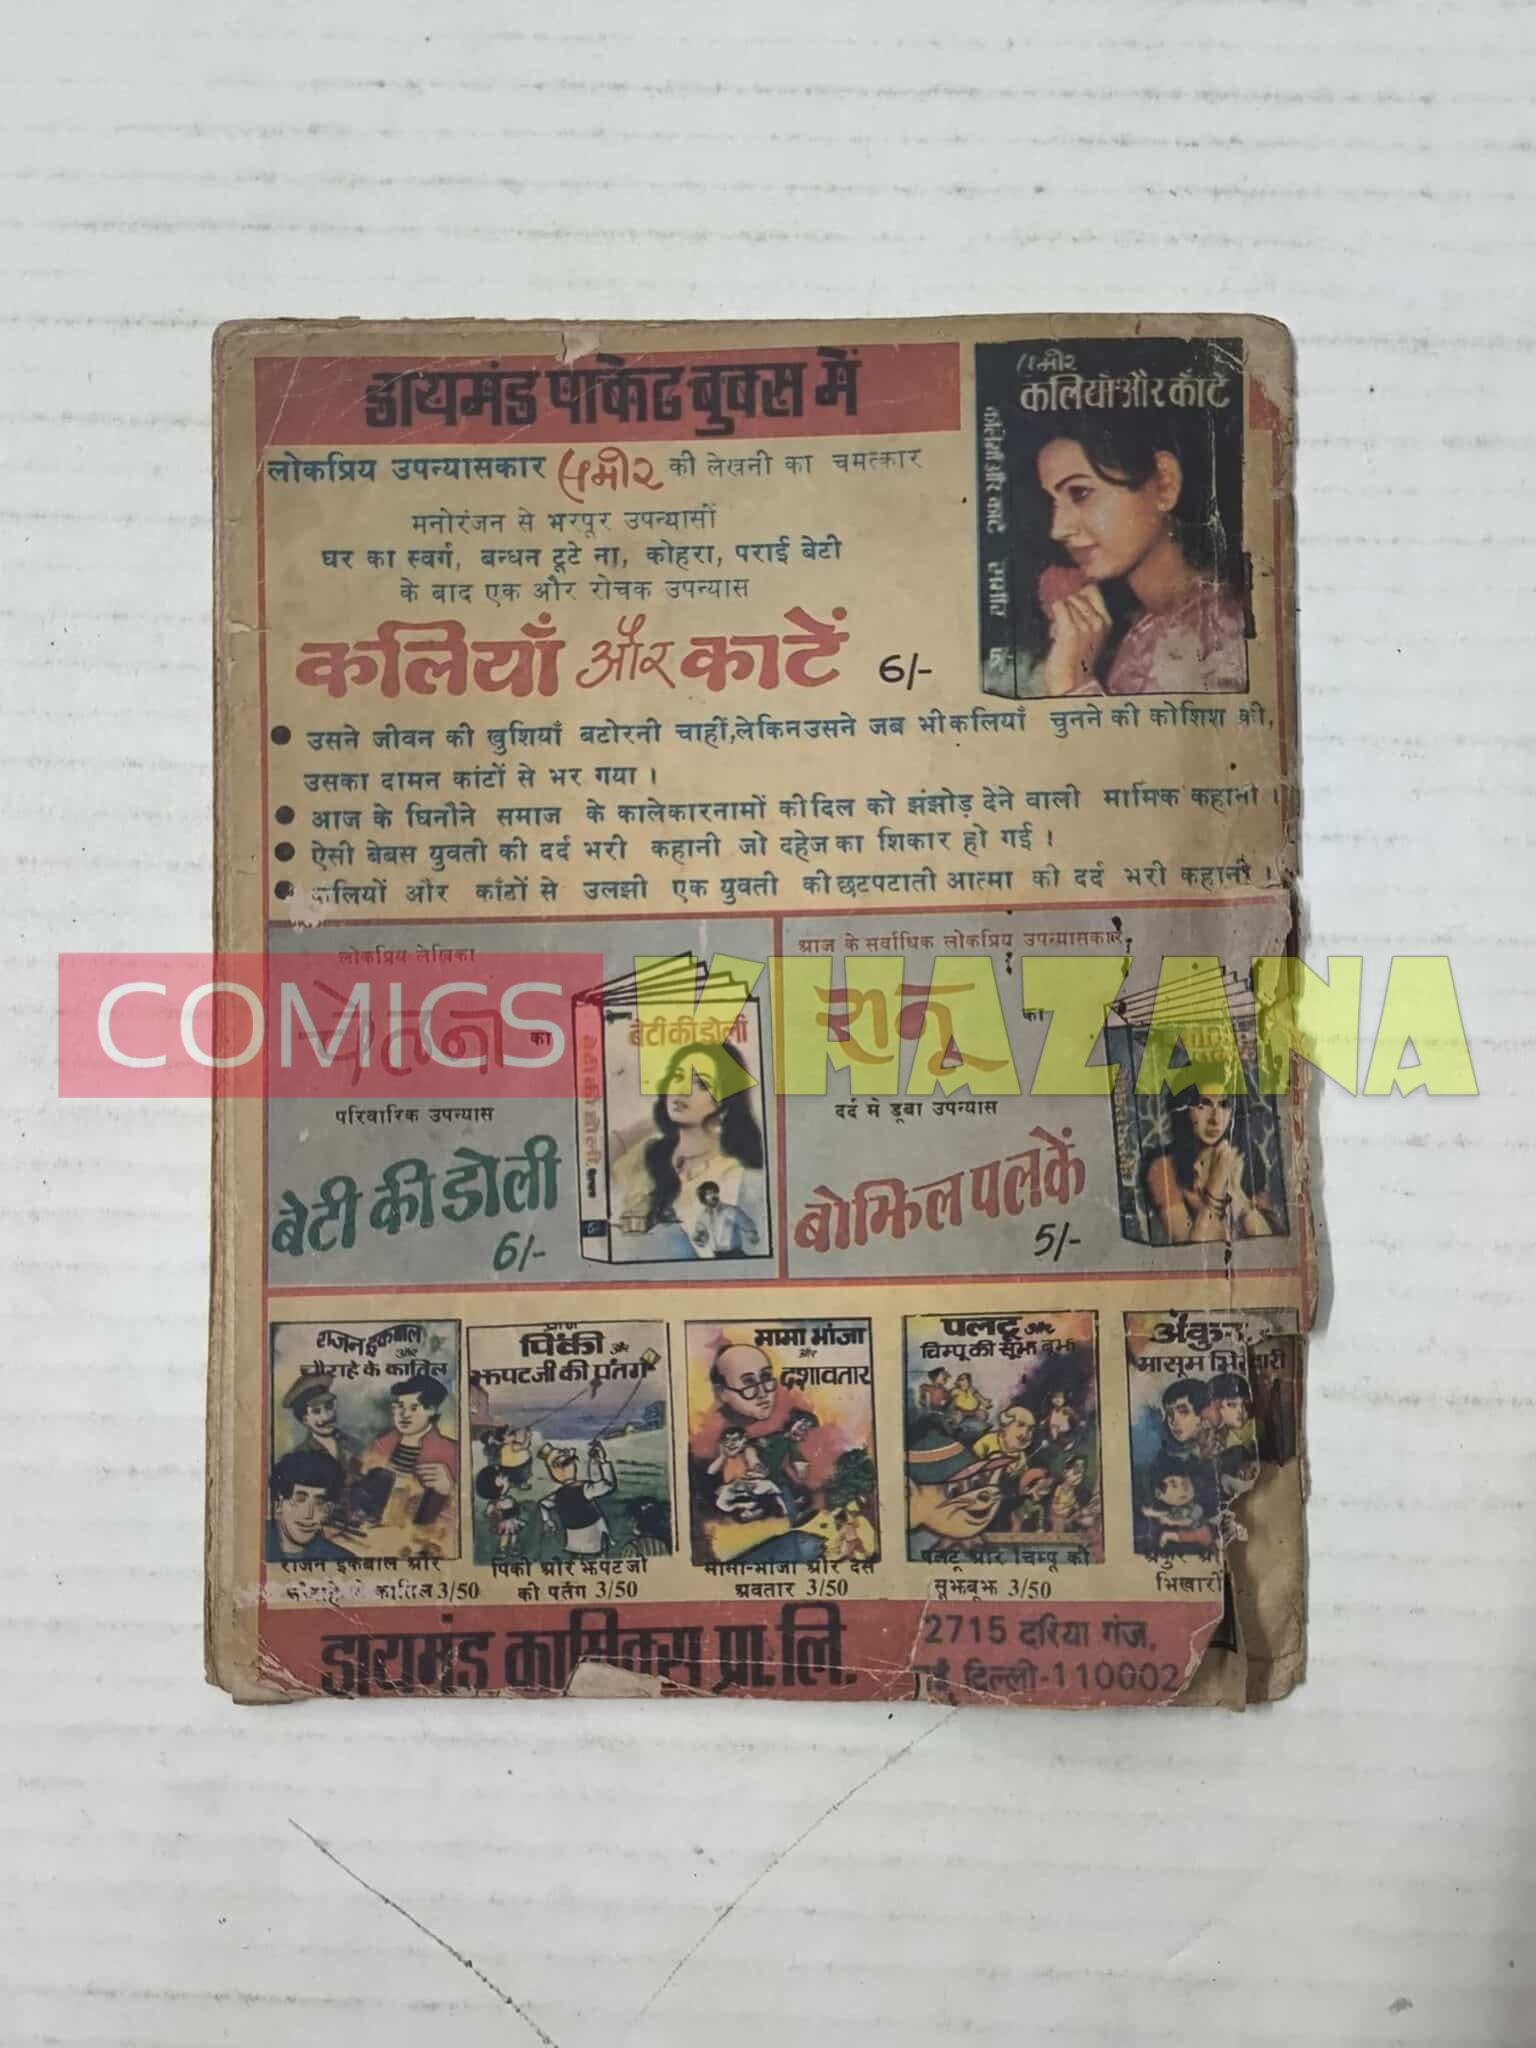 डायमंड पाकेट बुक्स में
लोकप्रिय उपन्यासकार समीर की लेखनी का चमत्कार
मनोरंजन से भरपूर उपन्यासों
घर का स्वर्ग, बन्धन टूटे ना, कोहरा, पराई बेटी
के बाद एक और रोचक उपन्यास
कलियाँ और काटें 6/-
समीर
कलियाँ और काँटे
उसने जीवन की खुशियाँ बटोरनी चाहीं, लेकिन उसने जब भी कलियाँ चुनने की कोशिश की,
उसका दामन कांटों से भर गया ।
आज के घिनौने समाज के काले कारनामों की दिल को झंझोड़ देने वाली मार्मिक कहानी ।
ऐसी बेबस युवती की दर्द भरी कहानी जो दहेज का शिकार हो गई ।
कलियों और कांठों से उलझी एक युवती की छटपटाती आत्मा की दर्द भरी कहानी ।
लोकप्रिय लेखिका
चेतना का
परिवारिक उपन्यास
बेटी की डोली
6/-
बेटी की डोली
बेटी की डोली
आज के सर्वाधिक लोकप्रिय उपन्यासकार
रानू का
दर्द मे डूबा उपन्यास
बोझिल पलकें
5/-
COMICS KHAZANA
राजन इकबाल
और
चौराहे के कातिल
प्राण
पिंकी और
झपटजी की पतंग
मामा भांजा
और
दशावतार
पलटू और
चिम्पू की सूझ बूझ
अंकुर
मासूम भिखारी
राजन इकबाल और
कातिल 3/50
पिंकी और झपट जी
की पतंग 3/50
मामा-भांजा और दस
अवतार 3/50
पलटू और चिम्पू की
सूझबूझ 3/50
भिखारी
डायमंड कामिक्स प्रा. लि.
2715 दरिया गंज,
नई दिल्ली-110002